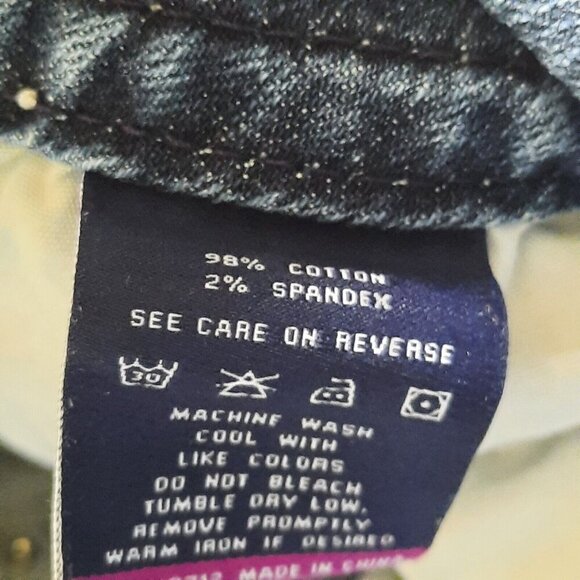 98% COTTON
2% SPANDEX
SEE CARE ON REVERSE
30
MACHINE WASH
COOL WITH
LIKE COLORS
DO NOT BLEACH
TUMBLE DRY LOW,
REMOVE PROMPTLY
WARM IRON IF DESIRED
MADE IN CHINA